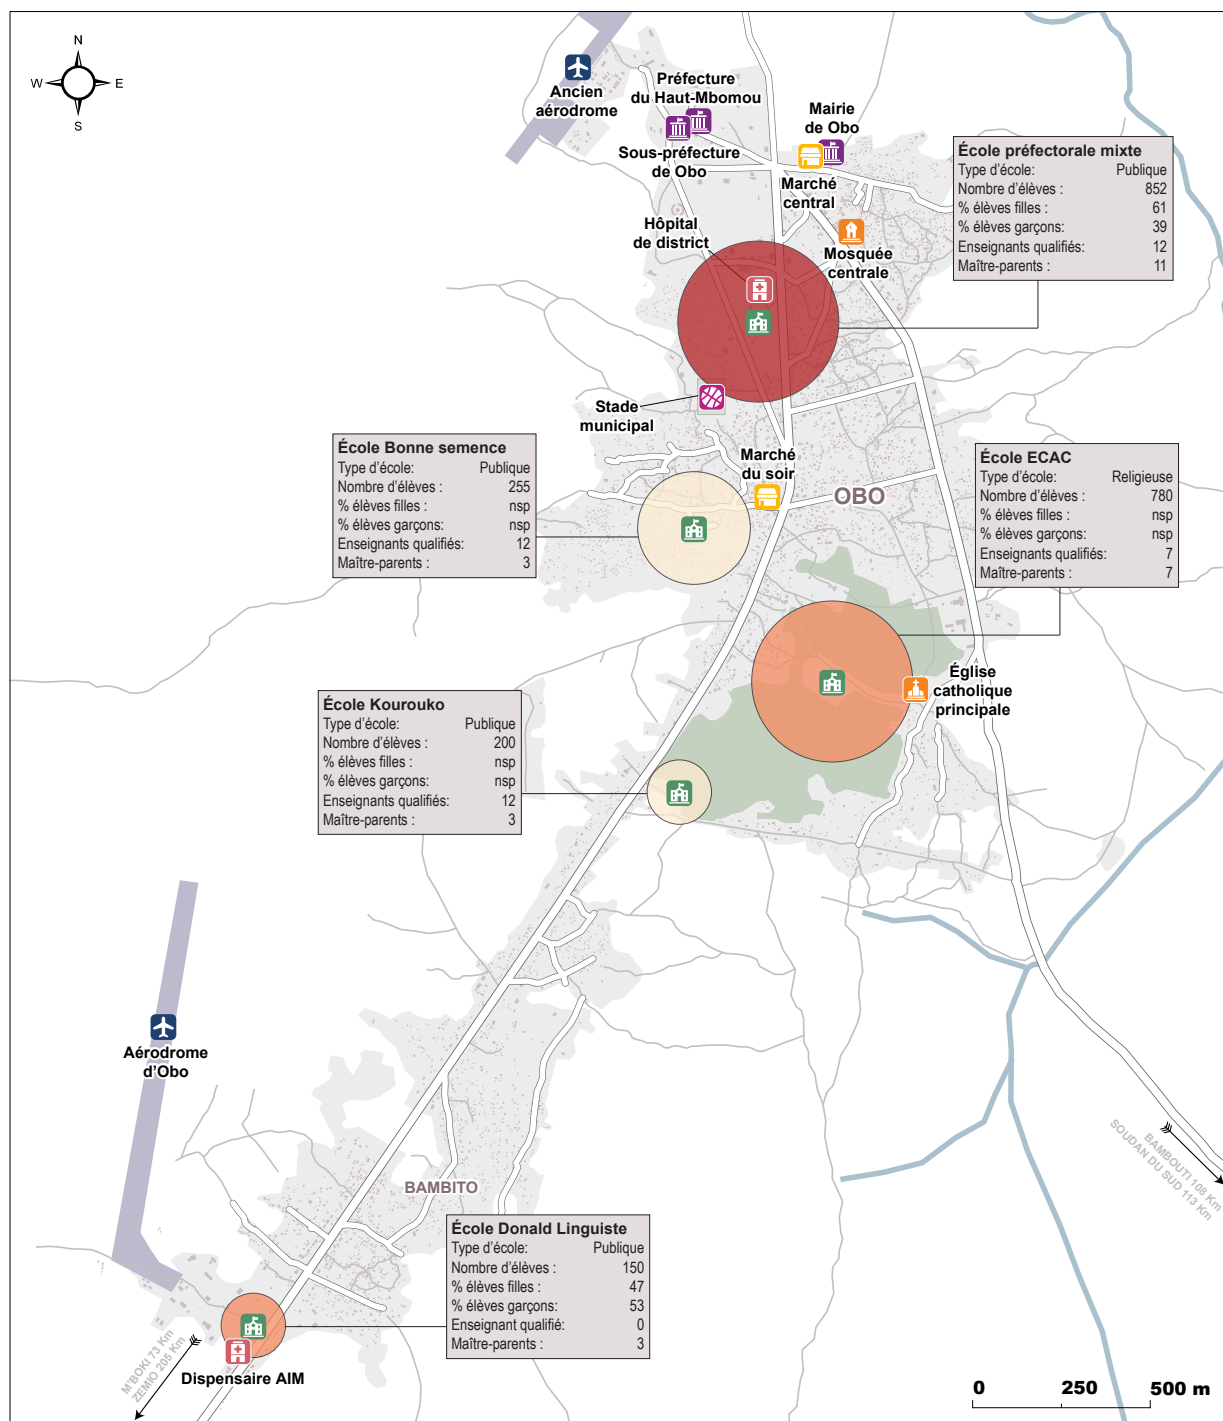 N
W
E
S
Ancien
aérodrome
Préfecture
du Haut-Mbomou
Sous-préfecture
de Obo
Mairie
de Obo
Marché
central
Hôpital
de district
Mosquée
centrale
École préfectorale mixte
Type d'école: Publique
Nombre d'élèves : 852
% élèves filles : 61
% élèves garçons: 39
Enseignants qualifiés: 12
Maître-parents : 11
Stade
municipal
Marché
du soir
OBO
École Bonne semence
Type d'école: Publique
Nombre d'élèves : 255
% élèves filles : nsp
% élèves garçons: nsp
Enseignants qualifiés: 12
Maître-parents : 3
École ECAC
Type d'école: Religieuse
Nombre d'élèves : 780
% élèves filles : nsp
% élèves garçons: nsp
Enseignants qualifiés: 7
Maître-parents : 7
Église
catholique
principale
École Kourouko
Type d'école: Publique
Nombre d'élèves : 200
% élèves filles : nsp
% élèves garçons: nsp
Enseignants qualifiés: 12
Maître-parents : 3
Aérodrome
d'Obo
BAMBOUTI 108 Km
SOUDAN DU SUD 113 Km
BAMBITO
École Donald Linguiste
Type d'école: Publique
Nombre d'élèves : 150
% élèves filles : 47
% élèves garçons: 53
Enseignant qualifié: 0
Maître-parents : 3
M'BOKI 73 Km
ZEMIO 205 Km
Dispensaire AIM
0 250 500 m